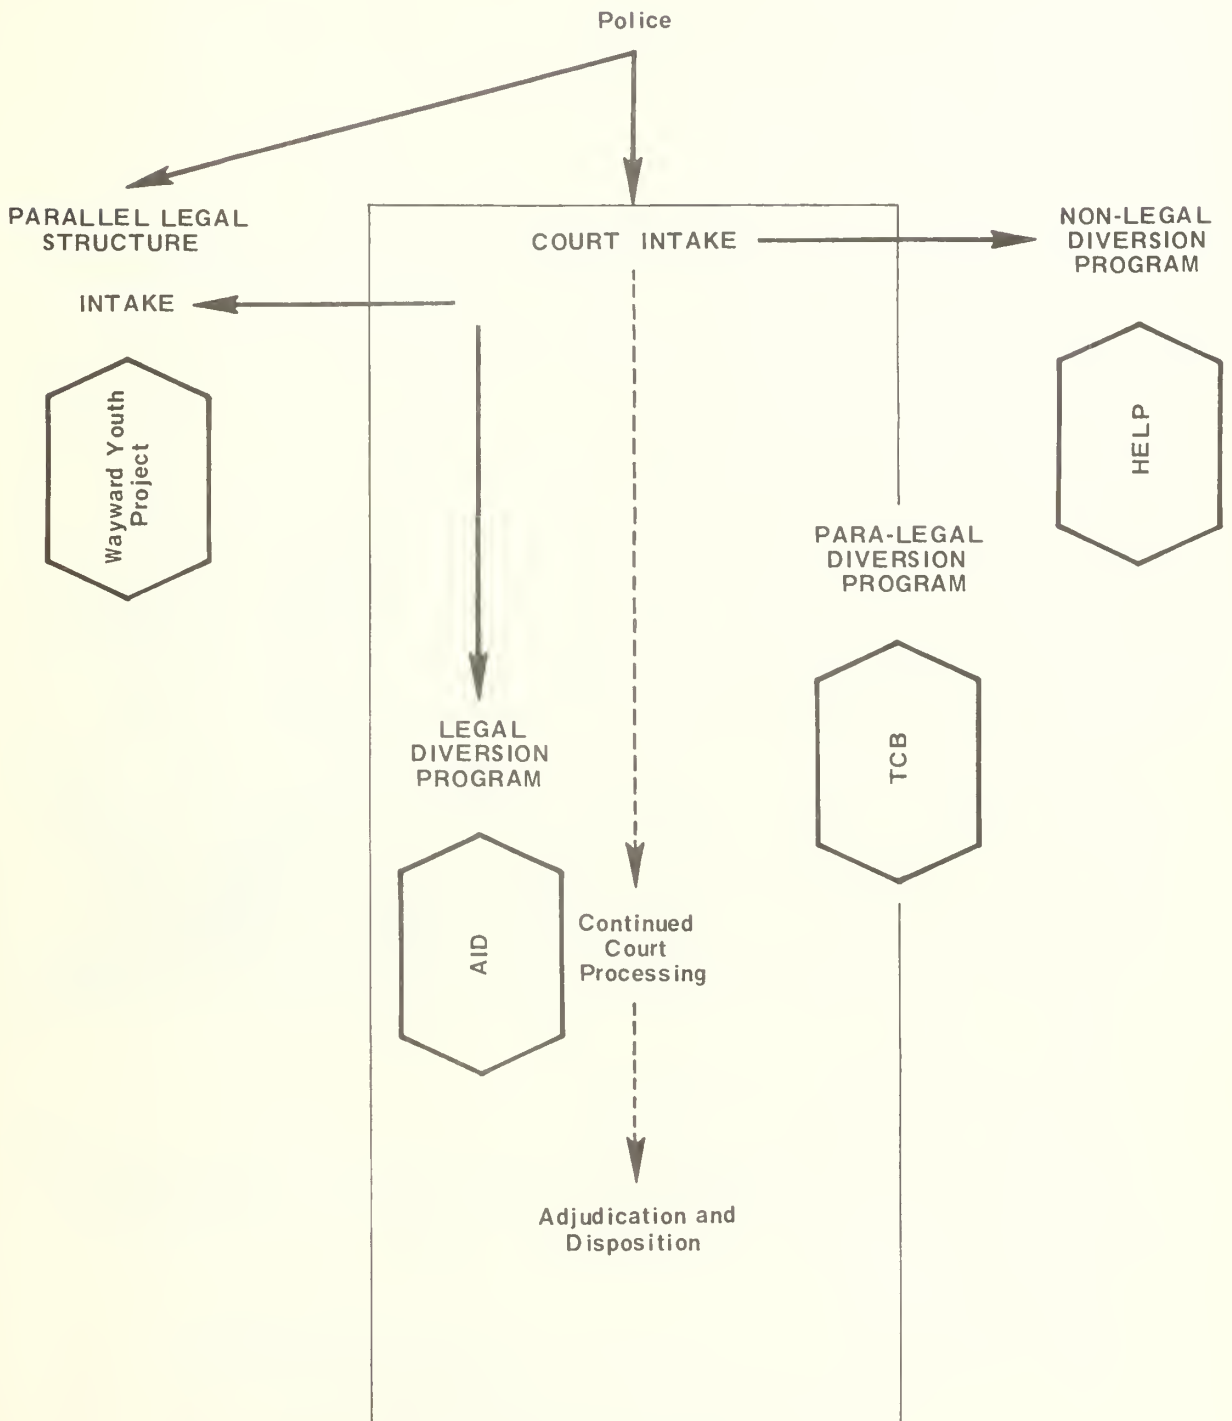 Police
PARALLEL LEGAL
STRUCTURE
COURT INTAKE
NON-LEGAL
DIVERSION
PROGRAM
INTAKE
Wayward Youth
Project
HELP
PARA-LEGAL
DIVERSION
PROGRAM
LEGAL
DIVERSION
PROGRAM
TCB
AID
Continued
Court
Processing
Adjudication and
Disposition